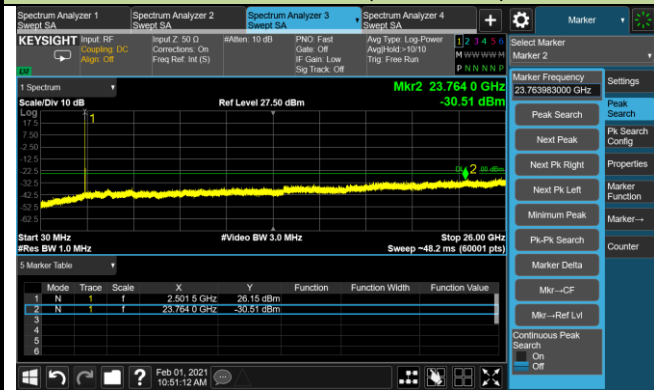 Spectrum Analyzer 1
Swept SA
Spectrum Analyzer 2
Swept SA
Spectrum Analyzer 3
Swept SA
Spectrum Analyzer 4
Swept SA
+
Marker
KEYSIGHT
Input: RF
Coupling: DC
Align: Off
Input Z: 50 Ω
Corrections: On
Freq Ref: Int (S)
#Atten: 10 dB
PNO: Fast
Gate: Off
IF Gain: Low
Sig Track: Off
Avg Type: Log-Power
Avg|Hold:>10/10
Trig: Free Run
1 2 3 4 5 6
M W W W W W
P N N N N P
Select Marker
Marker 2
1 Spectrum
Mkr2 23.764 0 GHz
-30.51 dBm
Scale/Div 10 dB
Ref Level 27.50 dBm
Log
17.5
7.50
-2.50
-12.5
-22.5
-32.5
-42.5
-52.5
-62.5
1
2
Start 30 MHz
#Video BW 3.0 MHz
Stop 26.00 GHz
#Res BW 1.0 MHz
Sweep ~48.2 ms (60001 pts)
5 Marker Table
Mode Trace Scale X Y Function Function Width Function Value
1 N 1 f 2.501 5 GHz 26.15 dBm
2 N 1 f 23.764 0 GHz -30.51 dBm
3
4
5
6
Marker Frequency
23.763983000 GHz
Peak Search
Next Peak
Next Pk Right
Next Pk Left
Minimum Peak
Pk-Pk Search
Marker Delta
Mkr→CF
Mkr→Ref Lvl
Continuous Peak
Search
On
Off
Settings
Peak
Search
Pk Search
Config
Properties
Marker
Function
Marker→
Counter
?
Feb 01, 2021
10:51:12 AM